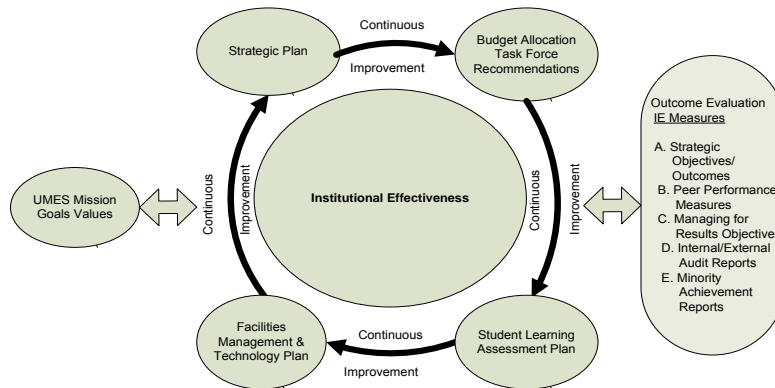 Continuous
Improvement
Strategic Plan
Budget Allocation
Task Force
Recommendations
Outcome Evaluation
IE Measures
A. Strategic
Objectives/
Outcomes
B. Peer Performance
Measures
C. Managing for
Results Objective
D. Internal/External
Audit Reports
E. Minority
Achievement
Reports
UMES Mission
Goals Values
Continuous
Improvement
Institutional Effectiveness
Continuous
Improvement
Facilities
Management &
Technology Plan
Continuous
Improvement
Student Learning
Assessment Plan